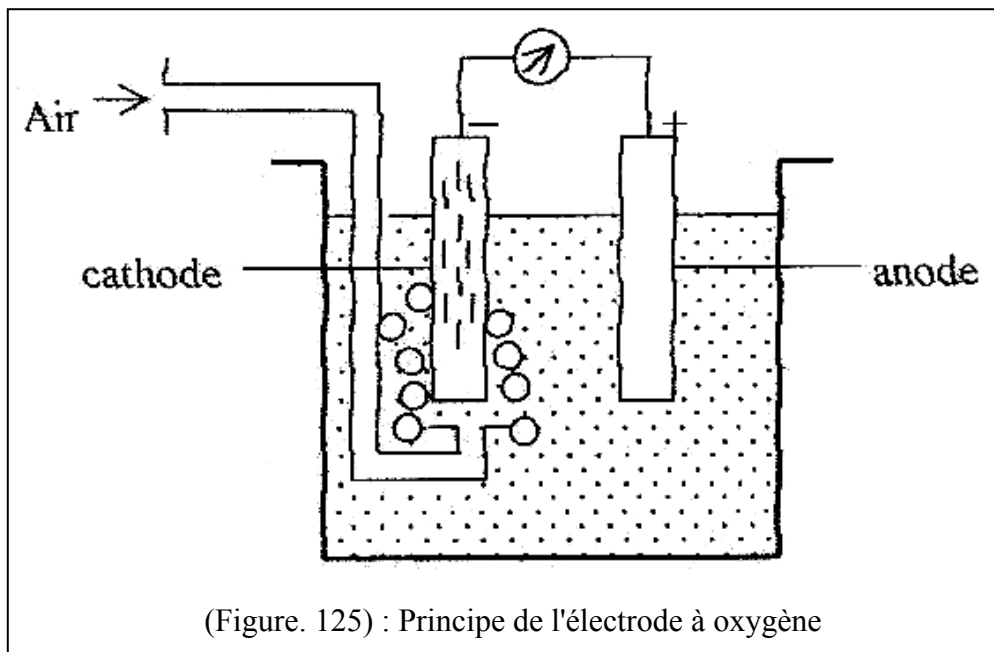 Air
− +
cathode
anode
(Figure. 125) : Principe de l'électrode à oxygène